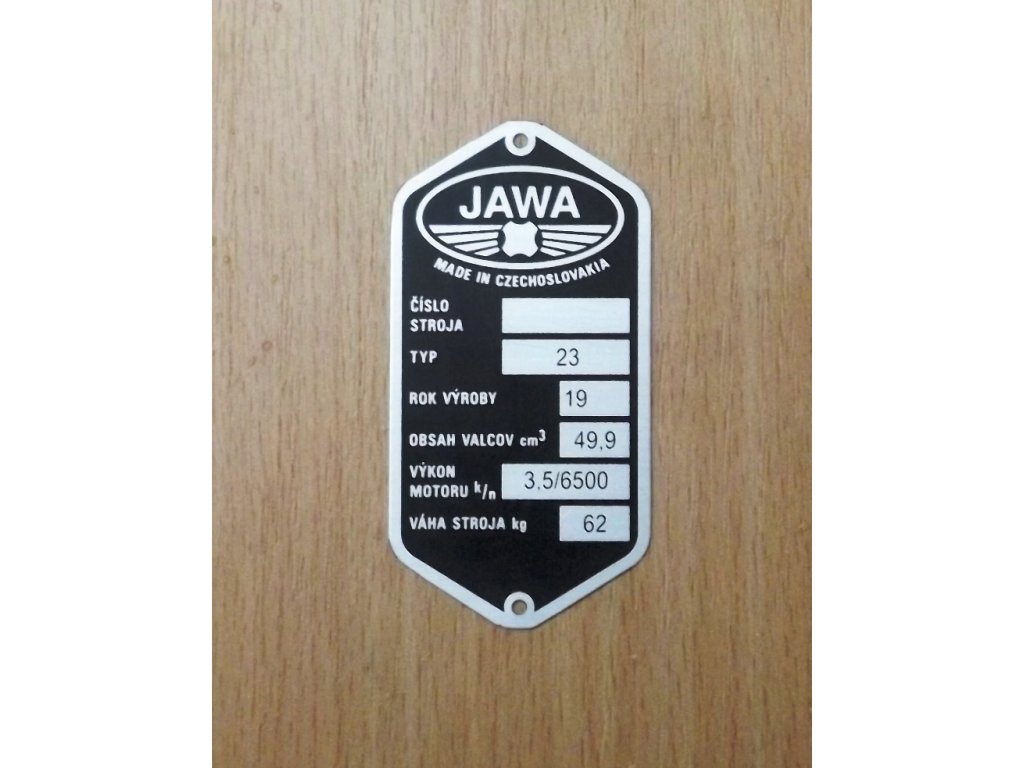 JAWA
MADE IN CZECHOSLOVAKIA
ČÍSLO
STROJA
TYP 23
ROK VÝROBY 19
OBSAH VALCOV cm³ 49,9
VÝKON
MOTORU k/n 3,5/6500
VÁHA STROJA kg 62